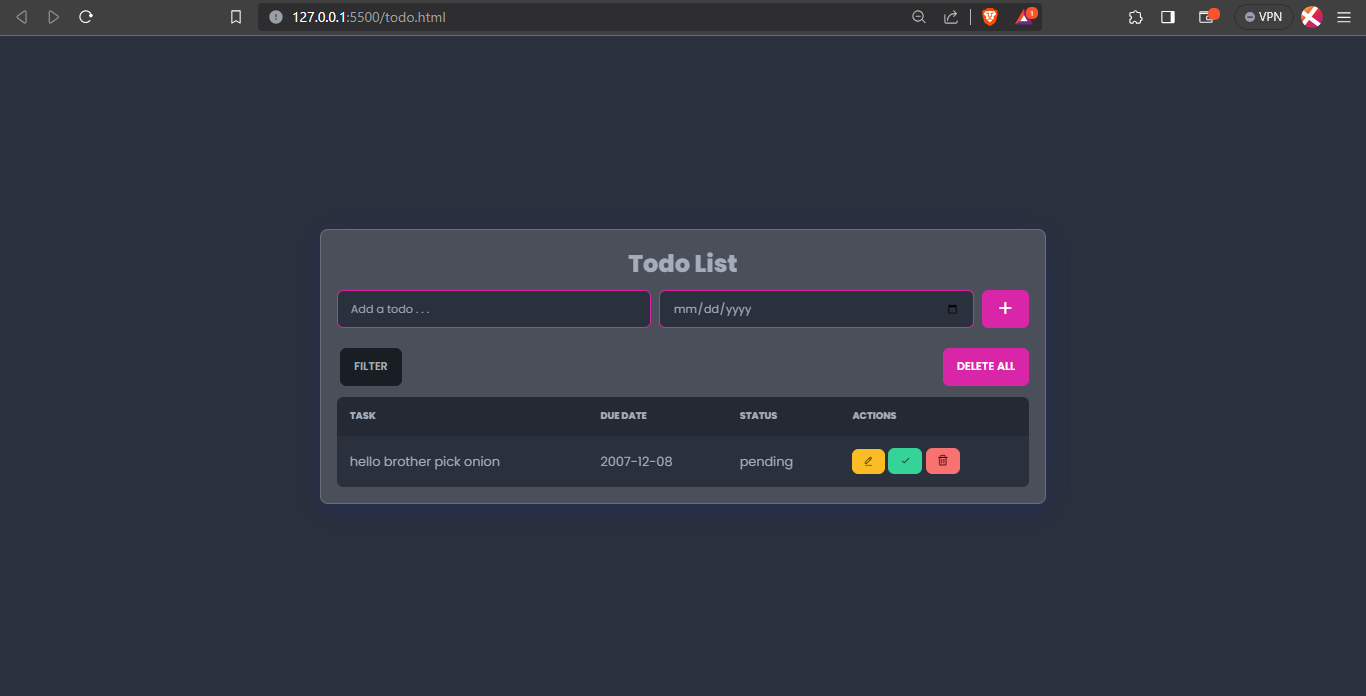 127.0.0.1:5500/todo.html
1
VPN
Todo List
Add a todo . . .
mm/dd/yyyy
+
FILTER
DELETE ALL
TASK DUE DATE STATUS ACTIONS
hello brother pick onion 2007-12-08 pending